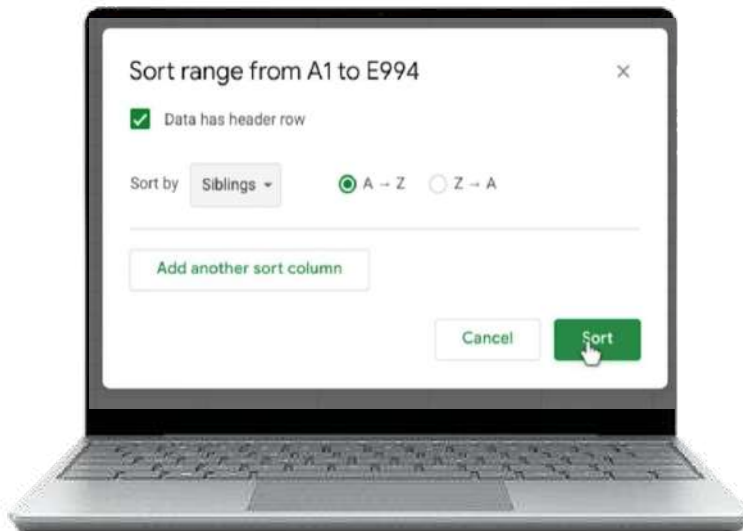 Sort range from A1 to E994
Data has header row
Sort by Siblings A → Z Z → A
Add another sort column
Cancel Sort